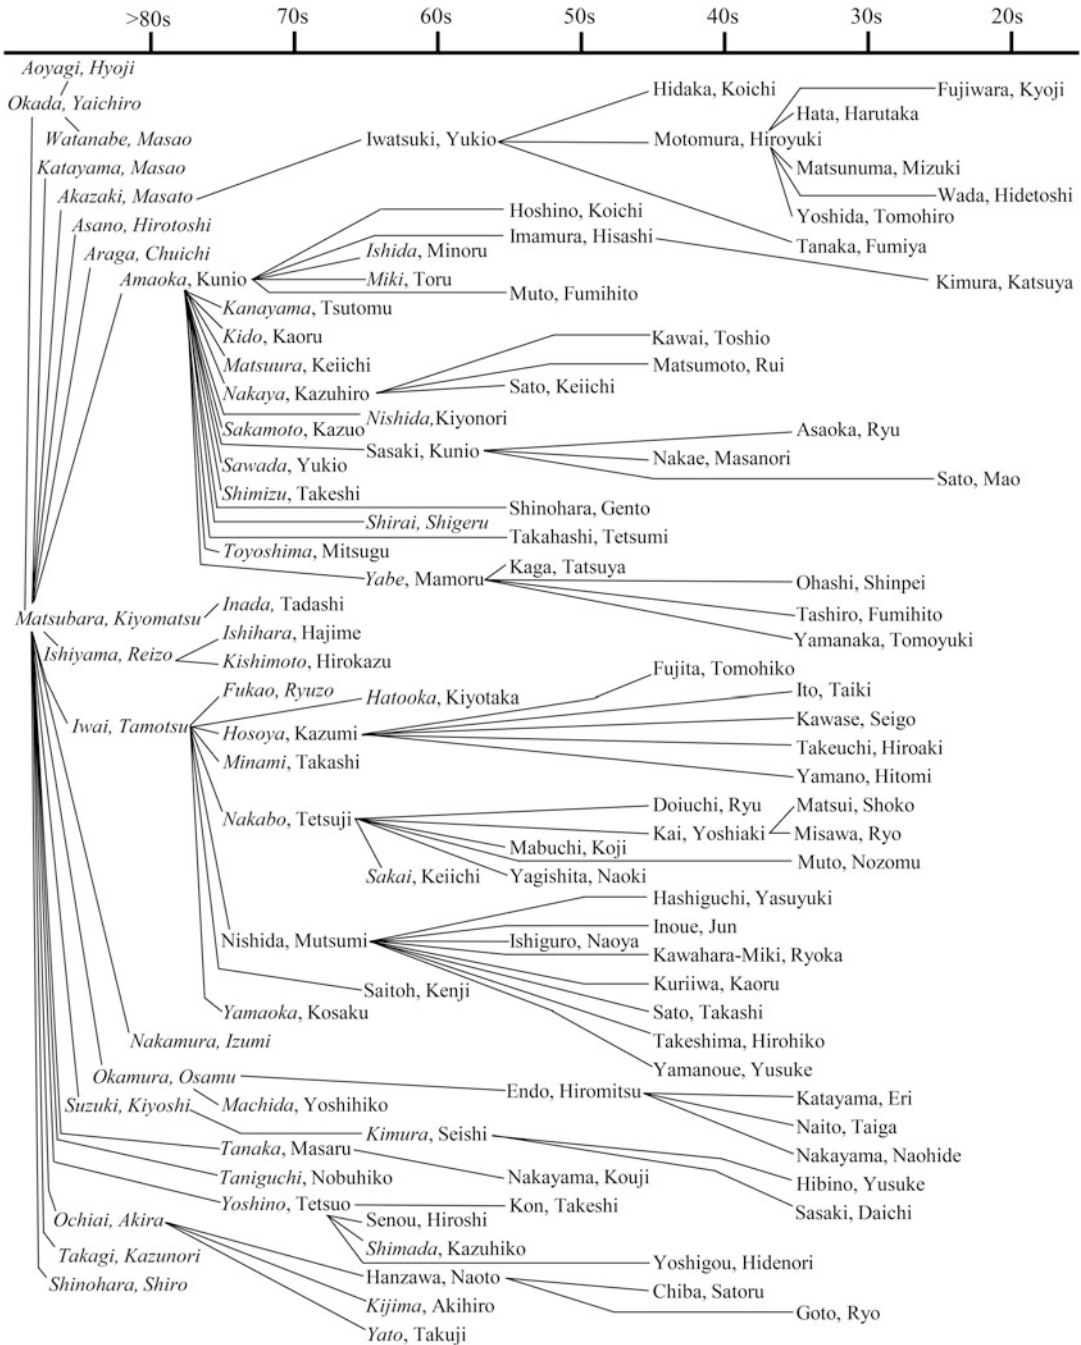 >80s 70s 60s 50s 40s 30s 20s
Aoyagi, Hyoji
Hidaka, Koichi
Fujiwara, Kyoji
Okada, Yaichiro
Hata, Harutaka
Watanabe, Masao
Iwatsuki, Yukio
Motomura, Hiroyuki
Katayama, Masao
Matsunuma, Mizuki
Akazaki, Masato
Wada, Hidetoshi
Hoshino, Koichi
Yoshida, Tomohiro
Asano, Hirotoshi
Imamura, Hisashi
Tanaka, Fumiya
Araga, Chuichi
Ishida, Minoru
Amaoka, Kunio
Miki, Toru
Kimura, Katsuya
Muto, Fumihito
Kanayama, Tsutomu
Kido, Kaoru
Kawai, Toshio
Matsuura, Keiichi
Matsumoto, Rui
Nakaya, Kazuhiro
Sato, Keiichi
Nishida, Kiyonori
Sakamoto, Kazuo
Asaoka, Ryu
Sasaki, Kunio
Nakae, Masanori
Sawada, Yukio
Sato, Mao
Shimizu, Takeshi
Shinohara, Gento
Shirai, Shigeru
Takahashi, Tetsumi
Toyoshima, Mitsugu
Kaga, Tatsuya
Yabe, Mamoru
Ohashi, Shinpei
Inada, Tadashi
Tashiro, Fumihito
Matsubara, Kiyomatsu
Ishihara, Hajime
Yamanaka, Tomoyuki
Ishiyama, Reizo
Kishimoto, Hirokazu
Fujita, Tomohiko
Fukao, Ryuzo
Hatooka, Kiyotaka
Ito, Taiki
Iwai, Tamotsu
Hosoya, Kazumi
Kawase, Seigo
Takeuchi, Hiroaki
Minami, Takashi
Yamano, Hitomi
Doiuchi, Ryu
Matsui, Shoko
Nakabo, Tetsuji
Kai, Yoshiaki
Misawa, Ryo
Mabuchi, Koji
Muto, Nozomu
Sakai, Keiichi
Yagishita, Naoki
Hashiguchi, Yasuyuki
Inoue, Jun
Nishida, Mutsumi
Ishiguro, Naoya
Kawahara-Miki, Ryoka
Kuriiwa, Kaoru
Saitoh, Kenji
Yamaoka, Kosaku
Sato, Takashi
Nakamura, Izumi
Takeshima, Hirohiko
Yamanoue, Yusuke
Okamura, Osamu
Endo, Hiromitsu
Katayama, Eri
Suzuki, Kiyoshi
Machida, Yoshihiko
Naito, Taiga
Kimura, Seishi
Tanaka, Masaru
Nakayama, Naohide
Taniguchi, Nobuhiko
Nakayama, Kouji
Hibino, Yusuke
Yoshino, Tetsuo
Kon, Takeshi
Sasaki, Daichi
Ochiai, Akira
Senou, Hiroshi
Shimada, Kazuhiko
Takagi, Kazunori
Yoshigou, Hidenori
Hanzawa, Naoto
Shinohara, Shiro
Chiba, Satoru
Kijima, Akihiro
Goto, Ryo
Yato, Takuji